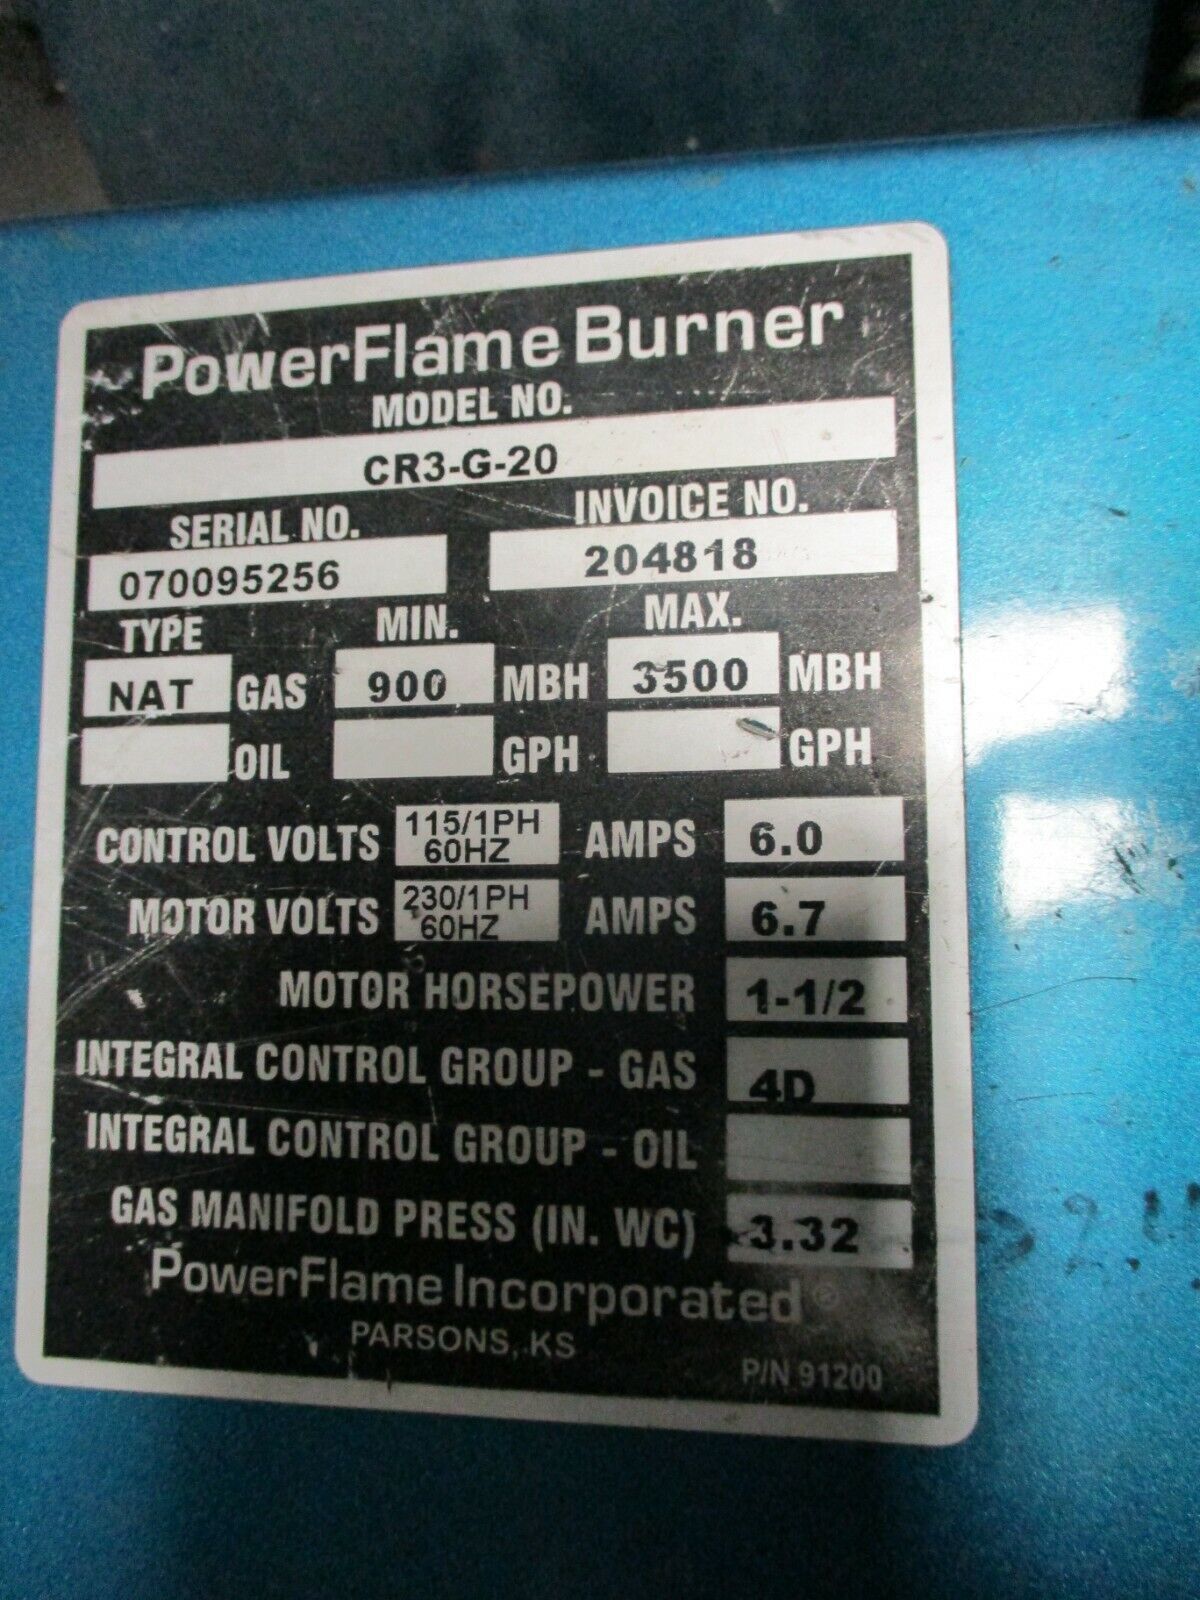 PowerFlame Burner
MODEL NO.
CR3-G-20
SERIAL NO. INVOICE NO.
070095256 204818
TYPE MIN. MAX.
NAT GAS 900 MBH 3500 MBH
OIL GPH GPH
CONTROL VOLTS 115/1PH 60HZ AMPS 6.0
MOTOR VOLTS 230/1PH 60HZ AMPS 6.7
MOTOR HORSEPOWER 1-1/2
INTEGRAL CONTROL GROUP - GAS 4D
INTEGRAL CONTROL GROUP - OIL
GAS MANIFOLD PRESS (IN. WC) 3.32
PowerFlame Incorporated ®
PARSONS, KS
P/N 91200